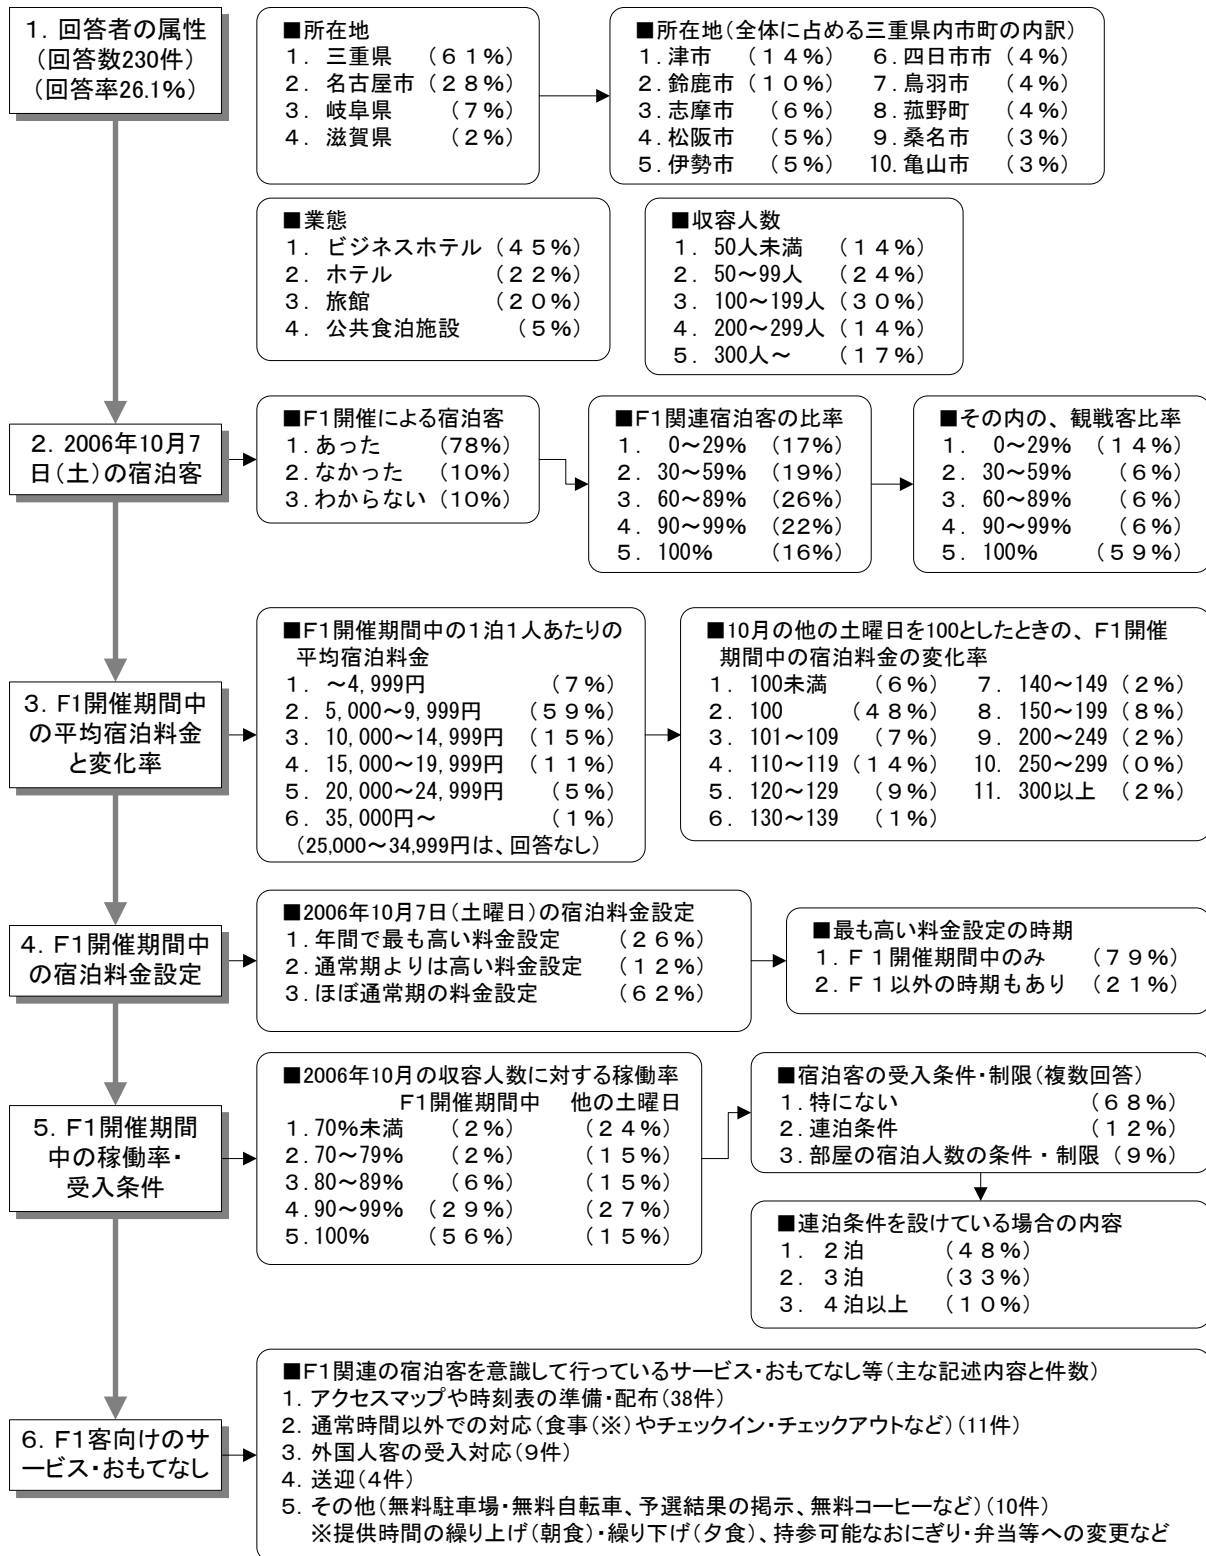 1. 回答者の属性
(回答数230件)
(回答率26.1%)
■所在地
1. 三重県 (61%)
2. 名古屋市 (28%)
3. 岐阜県 (7%)
4. 滋賀県 (2%)
■所在地(全体に占める三重県内市町の内訳)
1. 津市 (14%) 6. 四日市市 (4%)
2. 鈴鹿市 (10%) 7. 鳥羽市 (4%)
3. 志摩市 (6%) 8. 菰野町 (4%)
4. 松阪市 (5%) 9. 桑名市 (3%)
5. 伊勢市 (5%) 10. 亀山市 (3%)
■業態
1. ビジネスホテル (45%)
2. ホテル (22%)
3. 旅館 (20%)
4. 公共食泊施設 (5%)
■収容人数
1. 50人未満 (14%)
2. 50～99人 (24%)
3. 100～199人 (30%)
4. 200～299人 (14%)
5. 300人～ (17%)
2. 2006年10月7
日(土)の宿泊客
■F1開催による宿泊客
1. あった (78%)
2. なかった (10%)
3. わからない (10%)
■F1関連宿泊客の比率
1. 0～29% (17%)
2. 30～59% (19%)
3. 60～89% (26%)
4. 90～99% (22%)
5. 100% (16%)
■その内の、観戦客比率
1. 0～29% (14%)
2. 30～59% (6%)
3. 60～89% (6%)
4. 90～99% (6%)
5. 100% (59%)
3. F1開催期間中
の平均宿泊料金
と変化率
■F1開催期間中の1泊1人あたりの
平均宿泊料金
1. ～4,999円 (7%)
2. 5,000～9,999円 (59%)
3. 10,000～14,999円 (15%)
4. 15,000～19,999円 (11%)
5. 20,000～24,999円 (5%)
6. 35,000円～ (1%)
(25,000～34,999円は、回答なし)
■10月の他の土曜日を100としたときの、F1開催
期間中の宿泊料金の変化率
1. 100未満 (6%) 7. 140～149 (2%)
2. 100 (48%) 8. 150～199 (8%)
3. 101～109 (7%) 9. 200～249 (2%)
4. 110～119 (14%) 10. 250～299 (0%)
5. 120～129 (9%) 11. 300以上 (2%)
6. 130～139 (1%)
4. F1開催期間中
の宿泊料金設定
■2006年10月7日(土曜日)の宿泊料金設定
1. 年間で最も高い料金設定 (26%)
2. 通常期よりは高い料金設定 (12%)
3. ほぼ通常期の料金設定 (62%)
■最も高い料金設定の時期
1. F1開催期間中のみ (79%)
2. F1以外の時期もあり (21%)
5. F1開催期間
中の稼働率・
受入条件
■2006年10月の収容人数に対する稼働率
F1開催期間中 他の土曜日
1. 70%未満 (2%) (24%)
2. 70～79% (2%) (15%)
3. 80～89% (6%) (15%)
4. 90～99% (29%) (27%)
5. 100% (56%) (15%)
■宿泊客の受入条件・制限(複数回答)
1. 特にない (68%)
2. 連泊条件 (12%)
3. 部屋の宿泊人数の条件・制限 (9%)
■連泊条件を設けている場合の内容
1. 2泊 (48%)
2. 3泊 (33%)
3. 4泊以上 (10%)
6. F1客向けのサ
ービス・おもてなし
■F1関連の宿泊客を意識して行っているサービス・おもてなし等(主な記述内容と件数)
1. アクセスマップや時刻表の準備・配布(38件)
2. 通常時間以外での対応(食事(※)やチェックイン・チェックアウトなど)(11件)
3. 外国人客の受入対応(9件)
4. 送迎(4件)
5. その他(無料駐車場・無料自転車、予選結果の掲示、無料コーヒーなど)(10件)
※提供時間の繰り上げ(朝食)・繰り下げ(夕食)、持参可能なおにぎり・弁当等への変更など